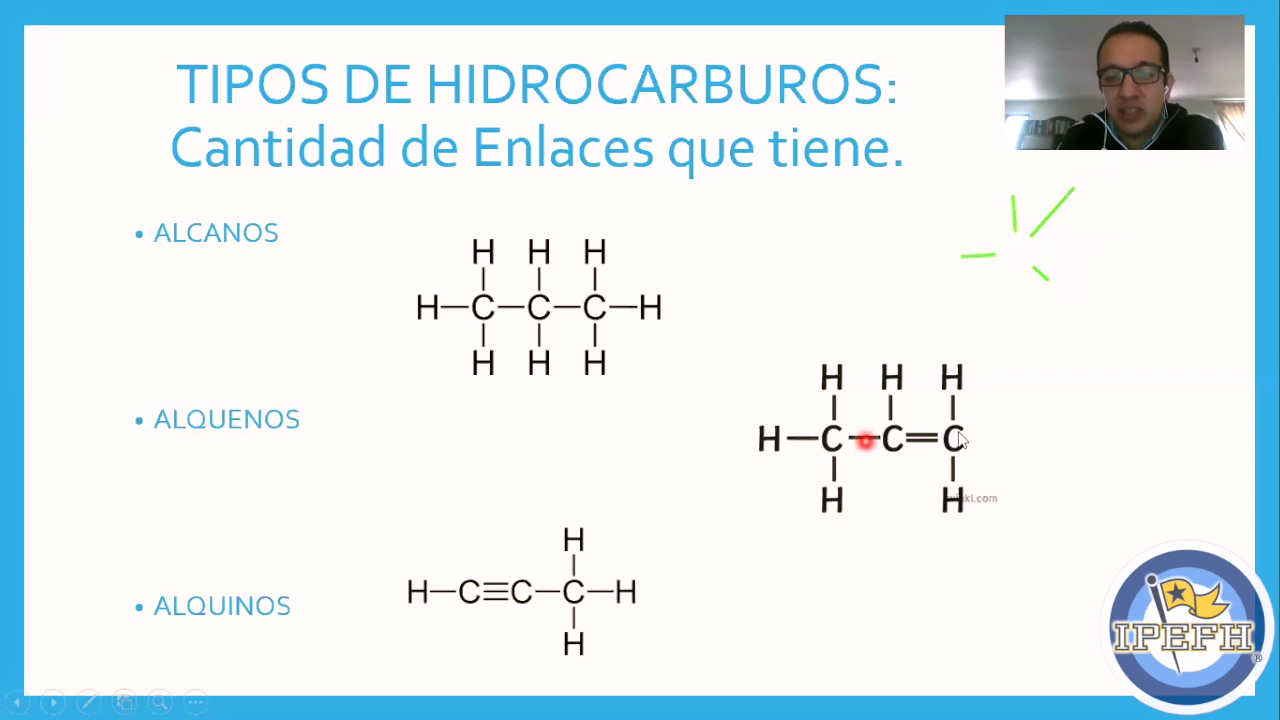 TIPOS DE HIDROCARBUROS:
Cantidad de Enlaces que tiene.
• ALCANOS
H H H
H—C—C—C—H
H H H
• ALQUENOS
H H H
H—C—C=C
H H
• ALQUINOS
H
H—C≡C—C—H
H
IPEFH®